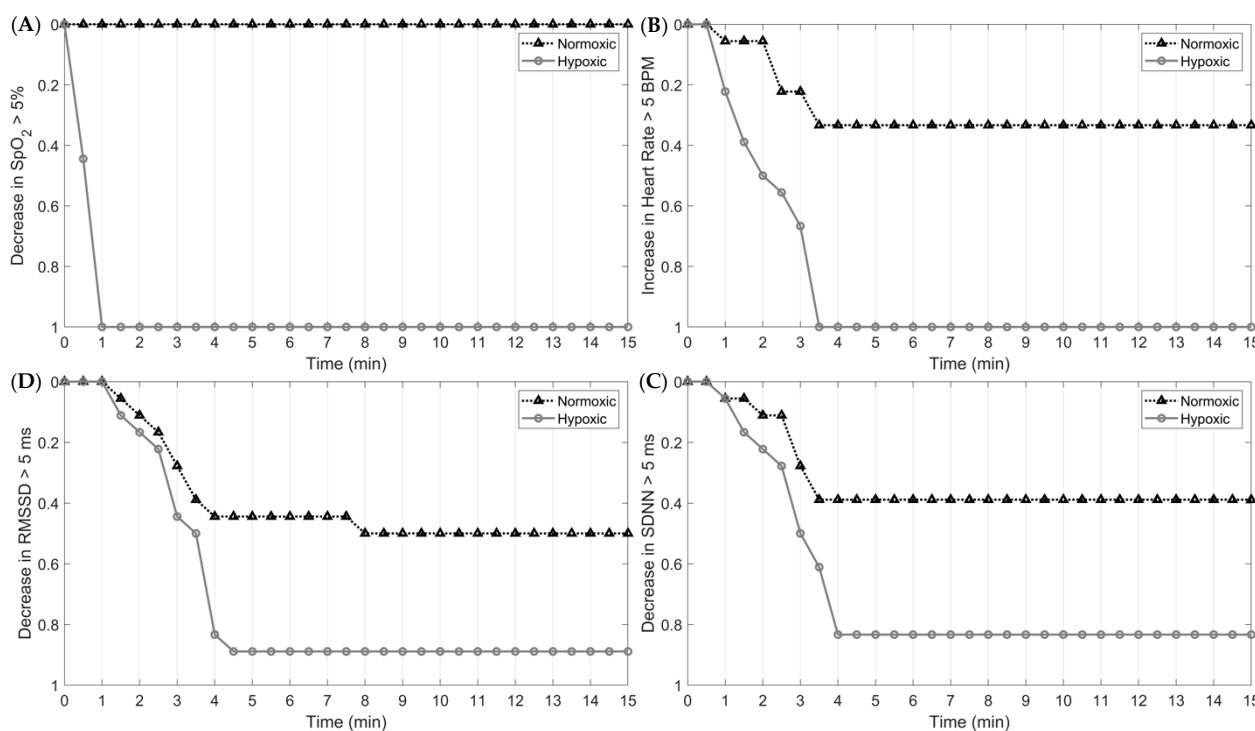 (A)
0
0.2
0.4
0.6
0.8
1
Decrease in SpO2 > 5%
Normoxic
Hypoxic
0 1 2 3 4 5 6 7 8 9 10 11 12 13 14 15
Time (min)
(B)
0
0.2
0.4
0.6
0.8
1
Increase in Heart Rate > 5 BPM
Normoxic
Hypoxic
0 1 2 3 4 5 6 7 8 9 10 11 12 13 14 15
Time (min)
(D)
0
0.2
0.4
0.6
0.8
1
Decrease in RMSSD > 5 ms
Normoxic
Hypoxic
0 1 2 3 4 5 6 7 8 9 10 11 12 13 14 15
Time (min)
(C)
0
0.2
0.4
0.6
0.8
1
Decrease in SDNN > 5 ms
Normoxic
Hypoxic
0 1 2 3 4 5 6 7 8 9 10 11 12 13 14 15
Time (min)